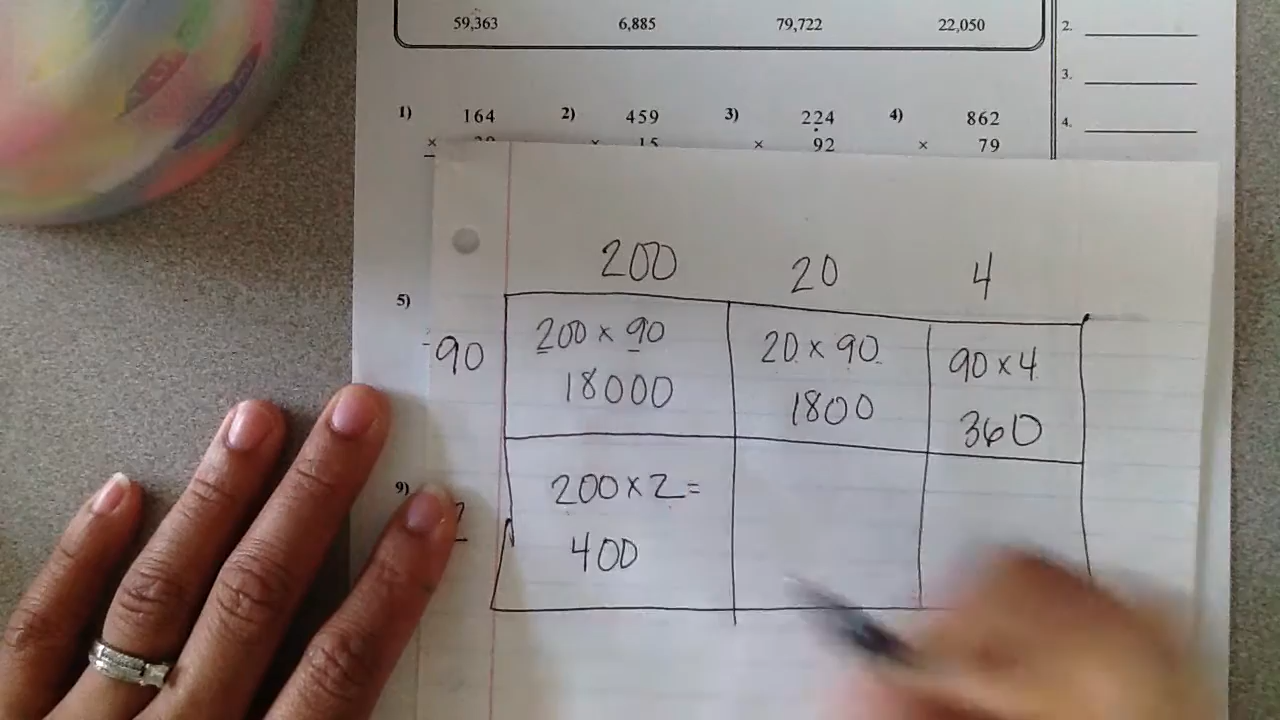 59,363 6,885 79,722 22,050
2.
3.
4.
1) 164 2) 459 3) 224 4) 862
× × 15 × 92 × 79
200 20 4
5)
90 200 × 90 20 × 90 90 × 4
18000 1800 360
9) 200 × 2 =
400